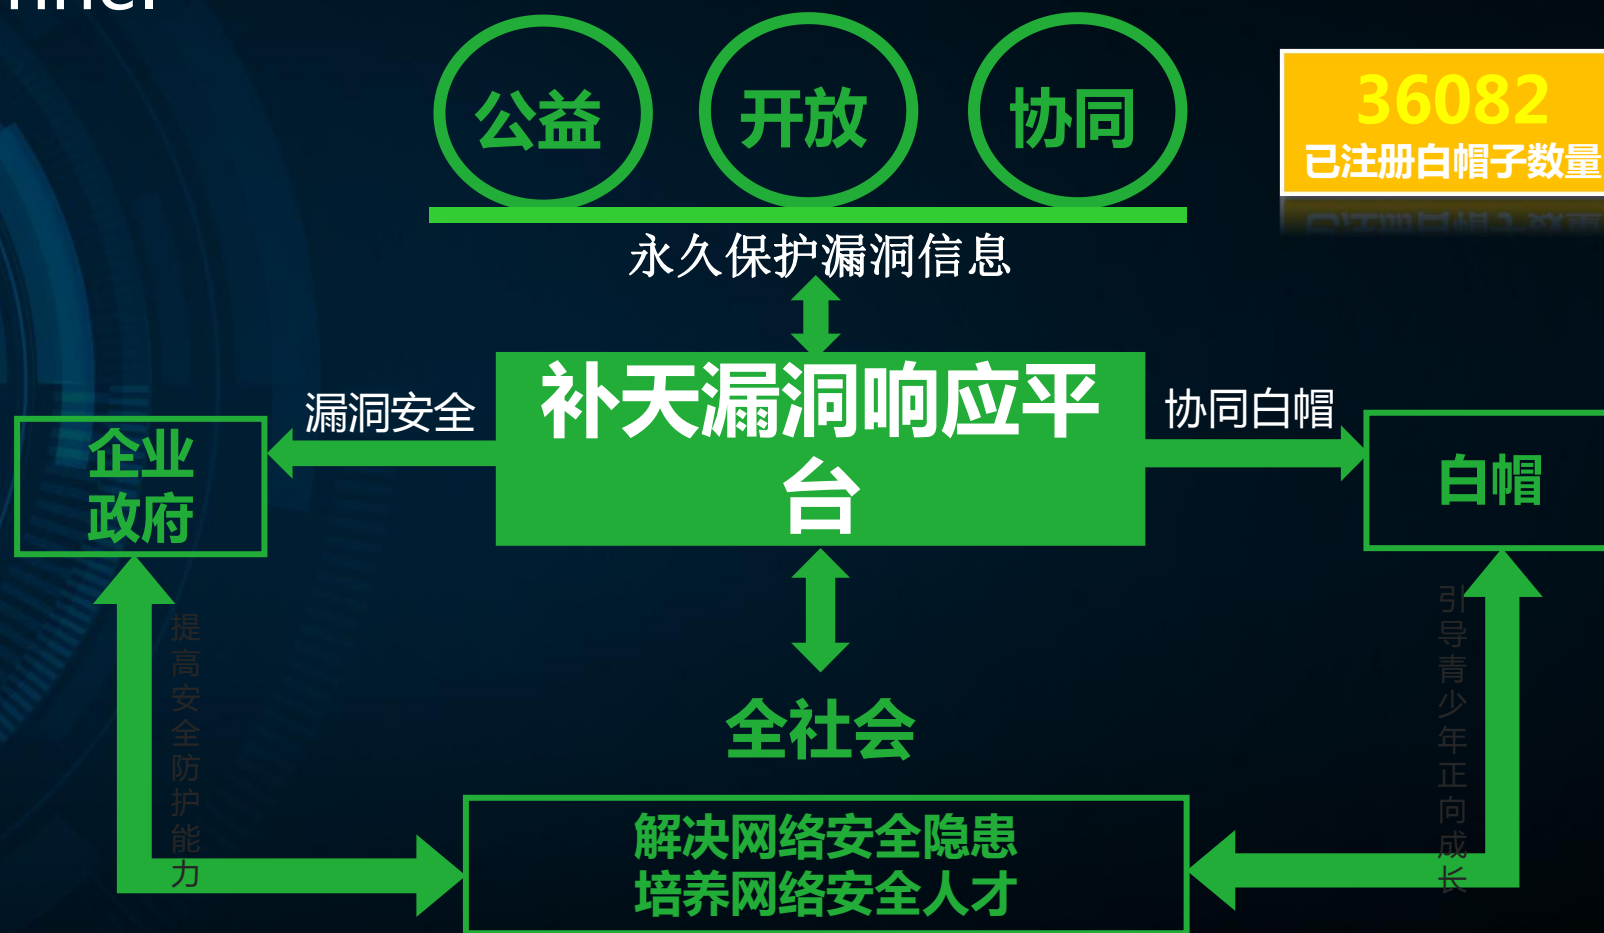 公益
开放
协同
36082
已注册白帽子数量
永久保护漏洞信息
补天漏洞响应平
台
漏洞安全
协同白帽
企业
政府
白帽
提高安全防护能力
引导青少年正向成长
全社会
解决网络安全隐患
培养网络安全人才